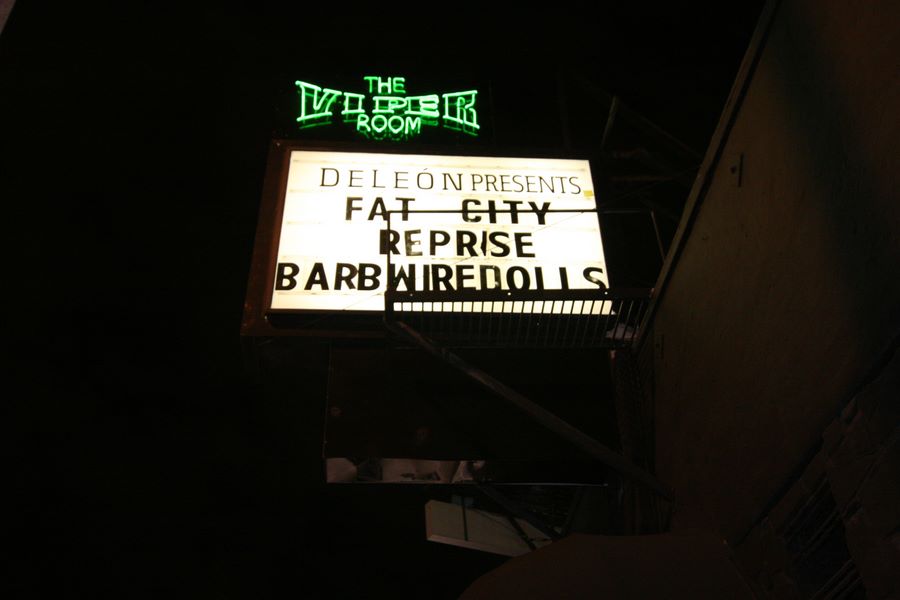 THE
VIPER
ROOM
DELEÓN PRESENTS
FAT CITY
REPRISE
BARBWIREDOLLS